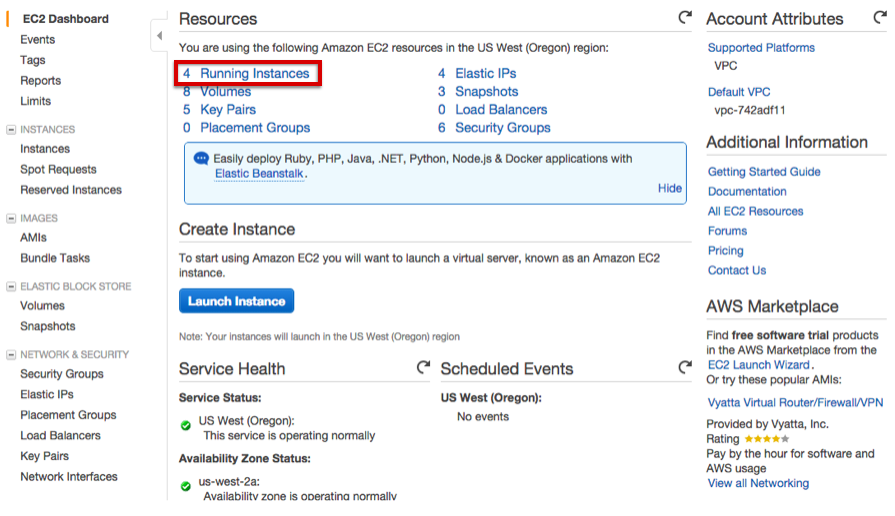 EC2 Dashboard
Events
Tags
Reports
Limits
INSTANCES
Instances
Spot Requests
Reserved Instances
IMAGES
AMIs
Bundle Tasks
ELASTIC BLOCK STORE
Volumes
Snapshots
NETWORK & SECURITY
Security Groups
Elastic IPs
Placement Groups
Load Balancers
Key Pairs
Network Interfaces
Resources
You are using the following Amazon EC2 resources in the US West (Oregon) region:
4 Running Instances
8 Volumes
5 Key Pairs
0 Placement Groups
4 Elastic IPs
3 Snapshots
0 Load Balancers
6 Security Groups
Easily deploy Ruby, PHP, Java, .NET, Python, Node.js & Docker applications with
Elastic Beanstalk.
Hide
Create Instance
To start using Amazon EC2 you will want to launch a virtual server, known as an Amazon EC2
instance.
Launch Instance
Note: Your instances will launch in the US West (Oregon) region
Service Health
Service Status:
US West (Oregon):
This service is operating normally
Availability Zone Status:
us-west-2a:
Availability zone is operating normally
Scheduled Events
US West (Oregon):
No events
Account Attributes
Supported Platforms
VPC
Default VPC
vpc-742adf11
Additional Information
Getting Started Guide
Documentation
All EC2 Resources
Forums
Pricing
Contact Us
AWS Marketplace
Find free software trial products
in the AWS Marketplace from the
EC2 Launch Wizard.
Or try these popular AMIs:
Vyatta Virtual Router/Firewall/VPN
Provided by Vyatta, Inc.
Rating
Pay by the hour for software and
AWS usage
View all Networking